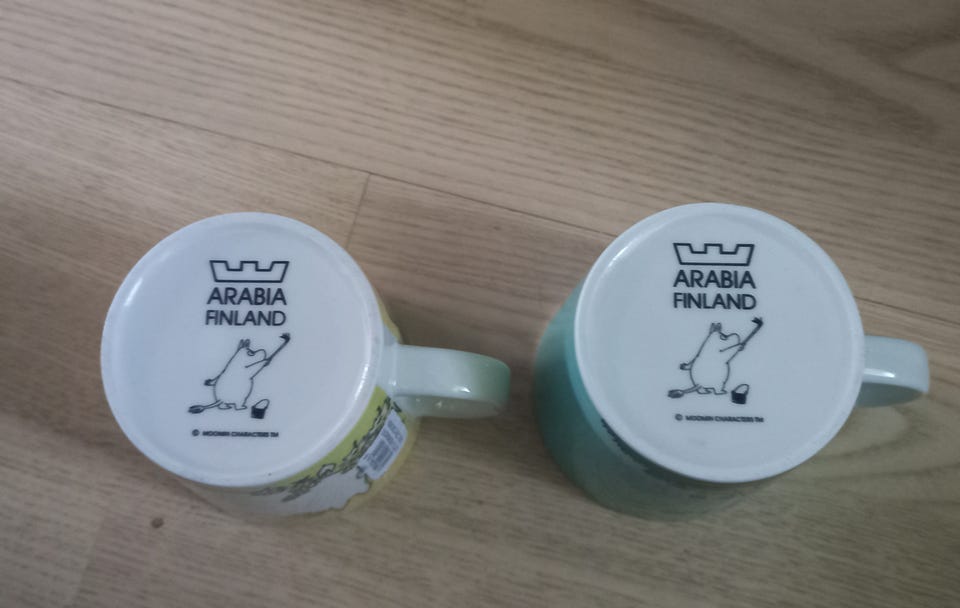 ARABIA
FINLAND
© MOOMIN CHARACTERS TM
ARABIA
FINLAND
© MOOMIN CHARACTERS TM